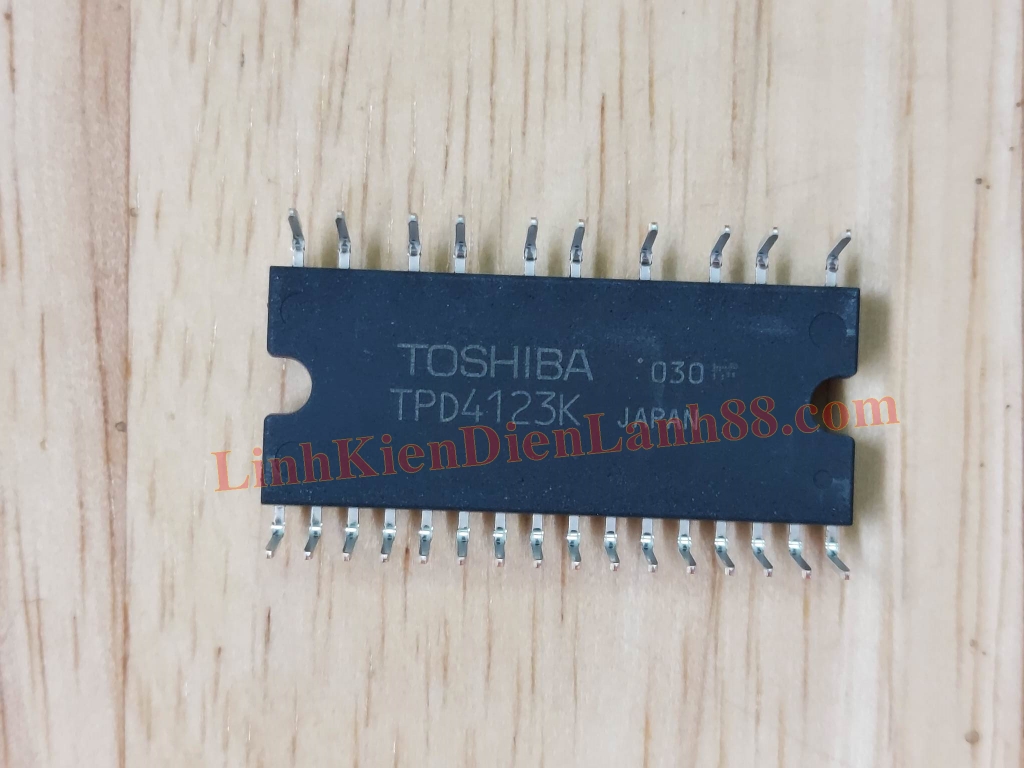 TOSHIBA 030
TPD4123K JAPAN
LinhKienDienLanh88.com